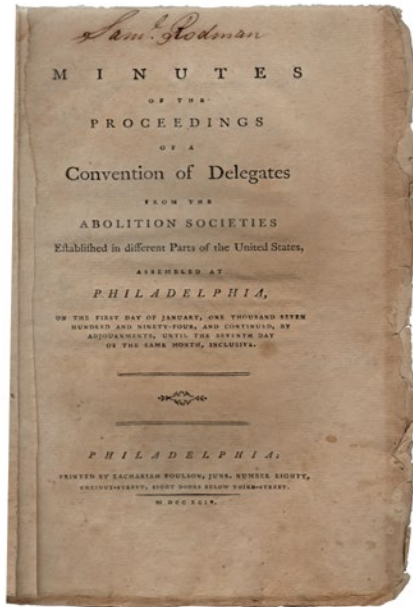 Samˡ. Rodman
MINUTES
OF THE
PROCEEDINGS
OF A
Convention of Delegates
FROM THE
ABOLITION SOCIETIES
Eſtabliſhed in different Parts of the United States,
ASSEMBLED AT
PHILADELPHIA,
ON THE FIRST DAY OF JANUARY, ONE THOUSAND SEVEN
HUNDRED AND NINETY-FOUR, AND CONTINUED, BY
ADJOURNMENTS, UNTIL THE SEVENTH DAY
OF THE SAME MONTH, INCLUSIVE.
PHILADELPHIA:
PRINTED BY ZACHARIAH POULSON, JUNR. NUMBER EIGHTY,
CHESNUT-STREET, EIGHT DOORS BELOW THIRD-STREET.
M DCC XCIV.